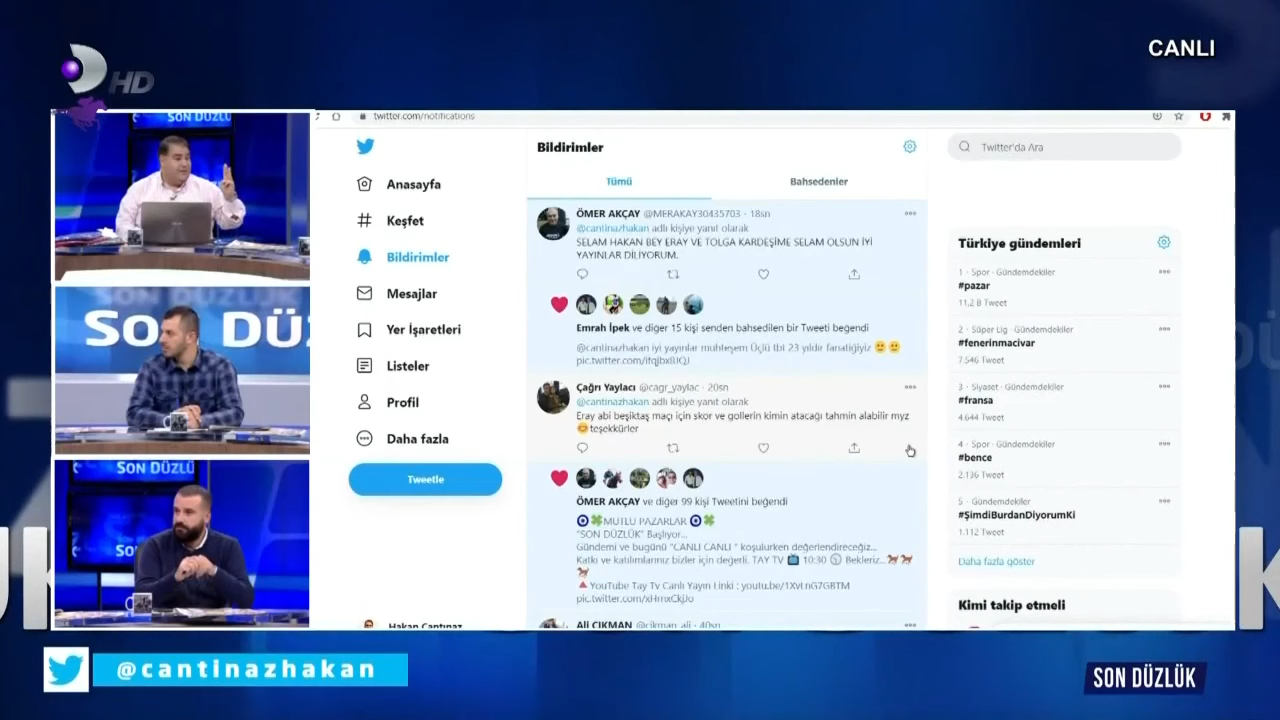 CANLI
HD
SON DÜZLÜ
SON DÜZ
SON DÜZLÜ
twitter.com/notifications
Anasayfa
Keşfet
Bildirimler
Mesajlar
Yer İşaretleri
Listeler
Profil
Daha fazla
Tweetle
Hakan Cantınaz
Bildirimler
Tümü
Bahsedenler
ÖMER AKÇAY @MERAKAY30435703 · 18sn
@cantinazhakan adlı kişiye yanıt olarak
SELAM HAKAN BEY ERAY VE TOLGA KARDEŞİME SELAM OLSUN İYİ
YAYINLAR DİLİYORUM.
Emrah İpek ve diğer 15 kişi senden bahsedilen bir Tweeti beğendi
@cantinazhakan iyi yayınlar muhteşem Üçlü tbt 23 yıldır fanatiğiyiz 😊😊
Çağrı Yaylacı @cagr_yaylac · 20sn
@cantinazhakan adlı kişiye yanıt olarak
Eray abi beşiktaş maçı için skor ve gollerin kimin atacağı tahmin alabilir myz
😊teşekkürler
ÖMER AKÇAY ve diğer 99 kişi Tweetini beğendi
🧿🍀MUTLU PAZARLAR 🧿🍀
"SON DÜZLÜK" Başlıyor...
Gündemi ve bugünü "CANLI CANLI " koşulurken değerlendireceğiz...
Katkı ve katılımlarınız bizler için değerli. TAY TV 📺 10:30 🕥 Bekleriz...🐎🐎
🐎
🔺YouTube Tay Tv Canlı Yayın Linki : youtu.be/1XvLnG7GBTM
pic.twitter.com/xHmxCkjJo
Ali ÇIKMAN @cikman_ali · 40sn
Twitter'da Ara
Türkiye gündemleri
1 · Spor · Gündemdekiler
#pazar
11,2 B Tweet
2 · Süper Lig · Gündemdekiler
#fenerinmacivar
7.546 Tweet
3 · Siyaset · Gündemdekiler
#fransa
4.644 Tweet
4 · Spor · Gündemdekiler
#bence
2.136 Tweet
5 · Gündemdekiler
#ŞimdiBurdanDiyorumKi
1.112 Tweet
Daha fazla göster
Kimi takip etmeli
@cantinazhakan
SON DÜZLÜK